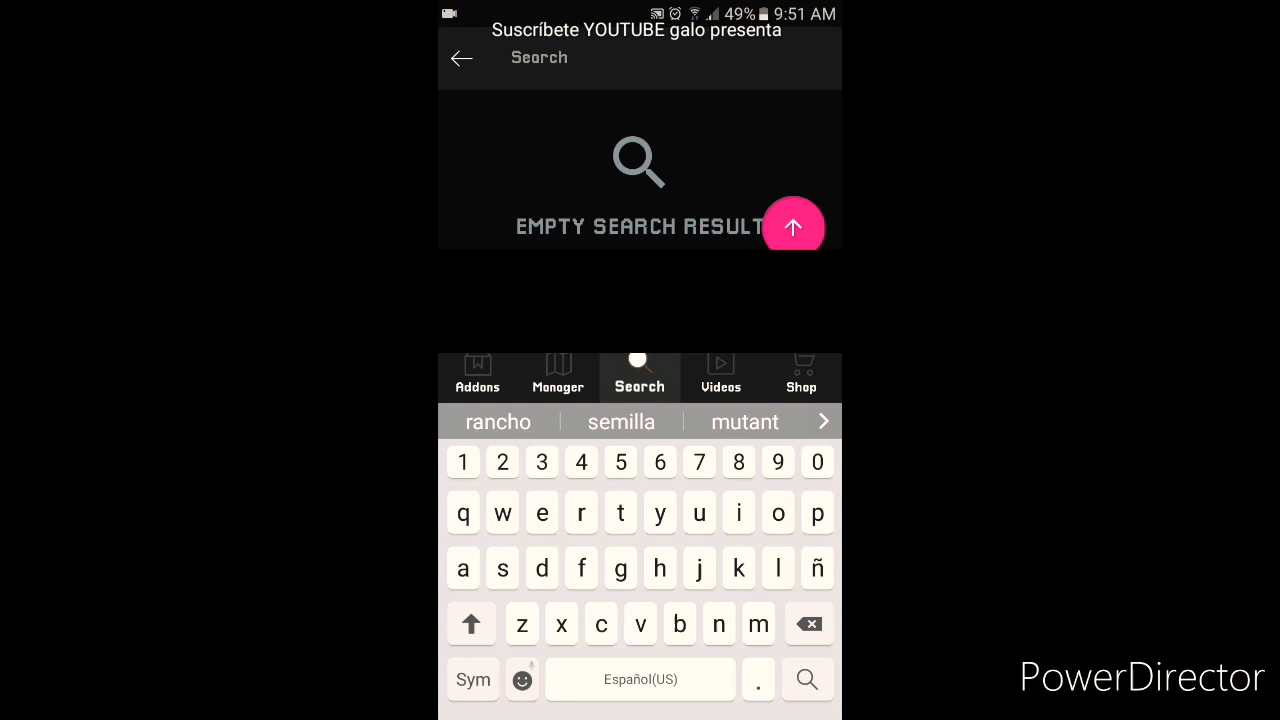 49% 9:51 AM
Suscríbete YOUTUBE galo presenta
Search
EMPTY SEARCH RESULT
Addons Manager Search Videos Shop
rancho semilla mutant
1 2 3 4 5 6 7 8 9 0
q w e r t y u i o p
a s d f g h j k l ñ
z x c v b n m
Sym Español(US) .
PowerDirector